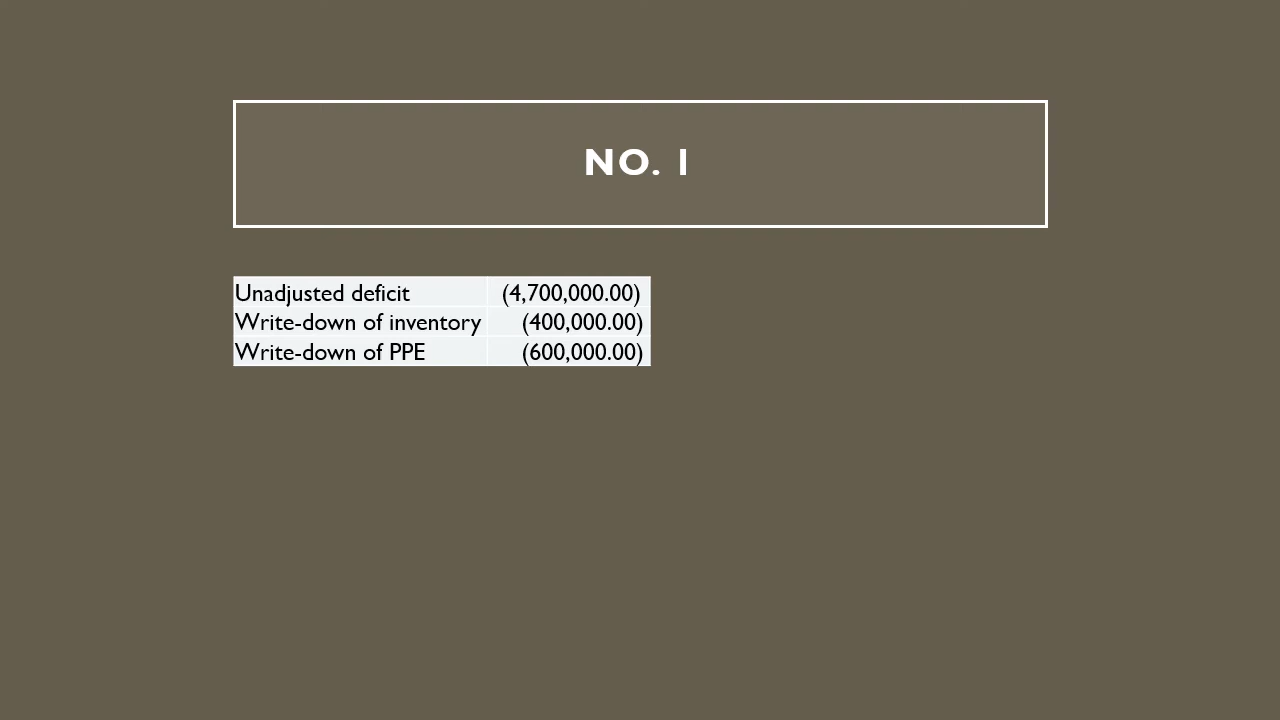 NO. 1
Unadjusted deficit (4,700,000.00)
Write-down of inventory (400,000.00)
Write-down of PPE (600,000.00)